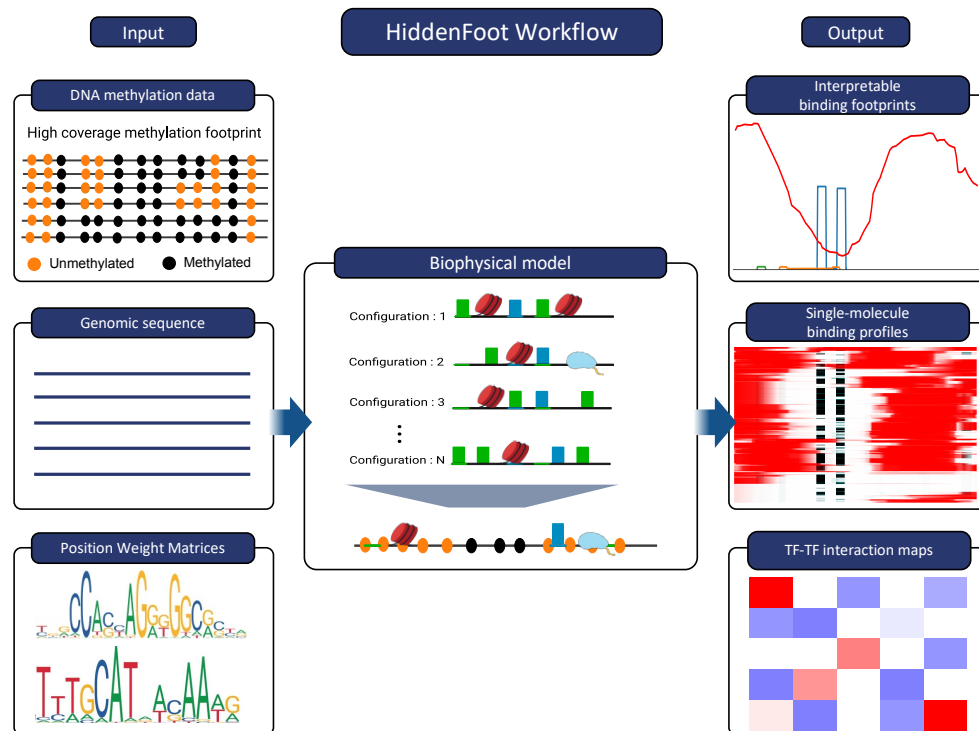 Input
HiddenFoot Workflow
Output
DNA methylation data
High coverage methylation footprint
Unmethylated
Methylated
Genomic sequence
Position Weight Matrices
Biophysical model
Configuration : 1
Configuration : 2
Configuration : 3
Configuration : N
Interpretable
binding footprints
Single-molecule
binding profiles
TF-TF interaction maps